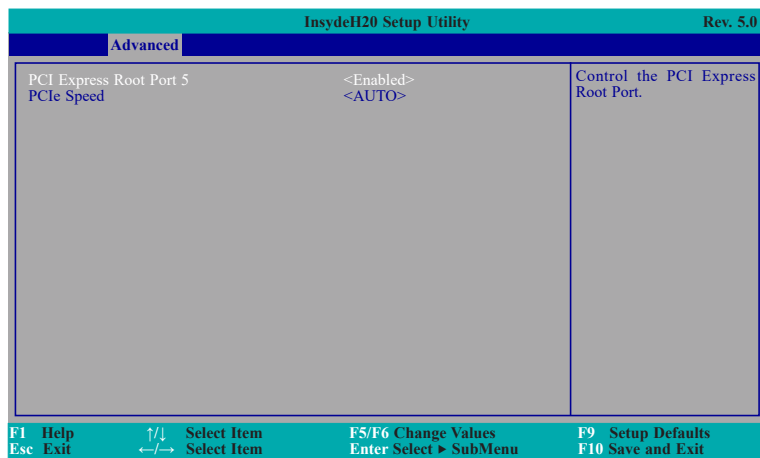 InsydeH20 Setup Utility Rev. 5.0
Advanced
PCI Express Root Port 5 <Enabled> Control the PCI Express
PCIe Speed <AUTO> Root Port.
F1 Help ↑/↓ Select Item F5/F6 Change Values F9 Setup Defaults
Esc Exit ←/→ Select Item Enter Select ▶ SubMenu F10 Save and Exit